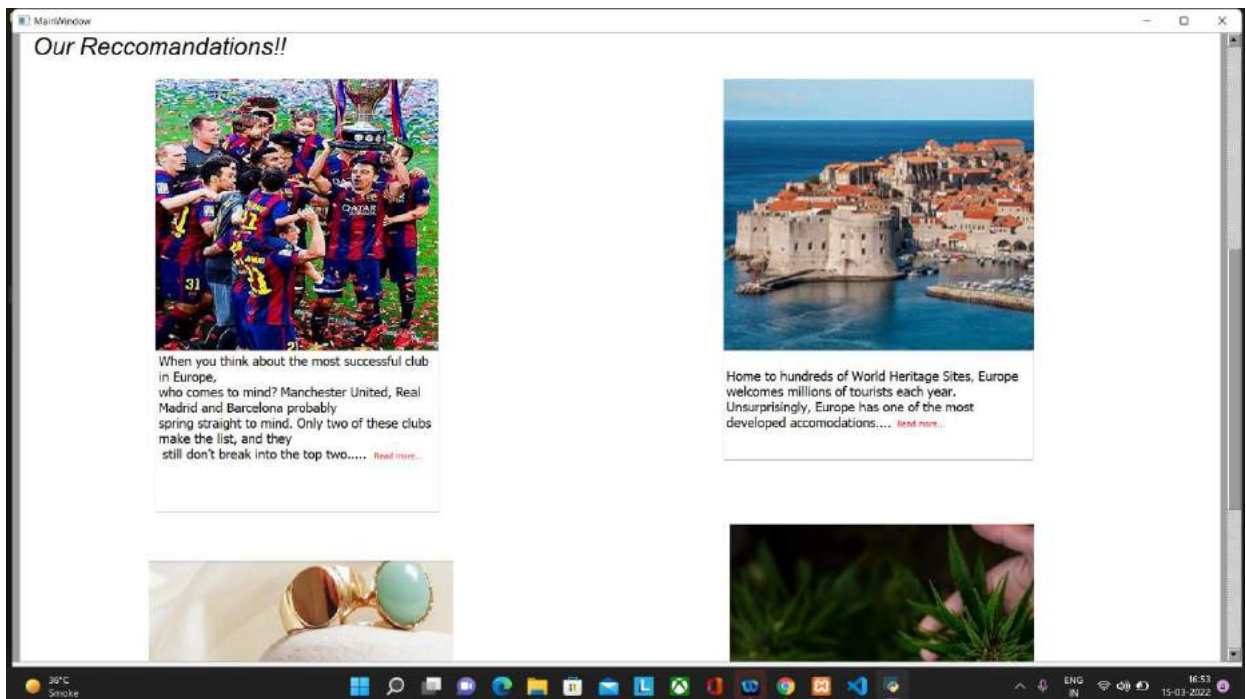 MainWindow
Our Reccomandations!!
QATAR
11
31
21
When you think about the most successful club
in Europe,
who comes to mind? Manchester United, Real
Madrid and Barcelona probably
spring straight to mind. Only two of these clubs
make the list, and they
still don't break into the top two..... Read more...
Home to hundreds of World Heritage Sites, Europe
welcomes millions of tourists each year.
Unsurprisingly, Europe has one of the most
developed accomodations.... Read more...
36°C
Smoke
ENG
IN
16:53
15-03-2022